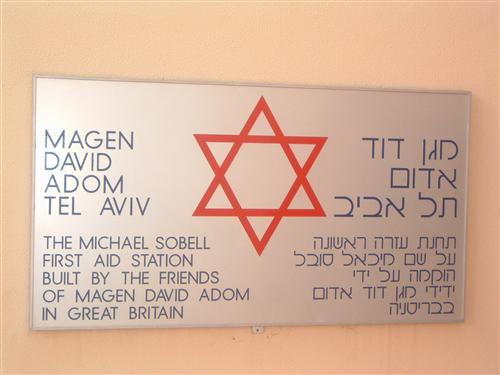 MAGEN
DAVID
ADOM
TEL AVIV
THE MICHAEL SOBELL
FIRST AID STATION
BUILT BY THE FRIENDS
OF MAGEN DAVID ADOM
IN GREAT BRITAIN
מגן דוד
אדום
תל אביב
תחנת עזרה ראשונה
על שם מיכאל סובל
הוקמה על ידי
ידידי מגן דוד אדום
בבריטניה